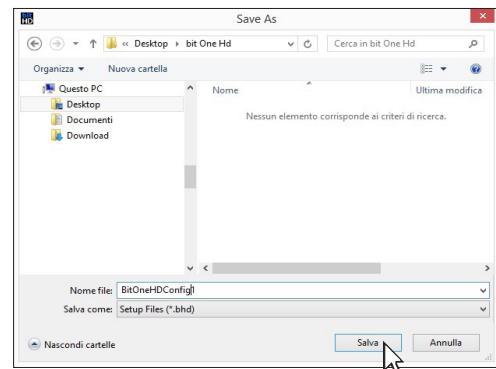 bit
HD
Save As
« Desktop
bit One Hd
Cerca in bit One Hd
Organizza
Nuova cartella
Questo PC
Desktop
Documenti
Download
Nome
Ultima modifica
Nessun elemento corrisponde ai criteri di ricerca.
Nome file: BitOneHDConfig1
Salva come: Setup Files (*.bhd)
Nascondi cartelle
Salva
Annulla